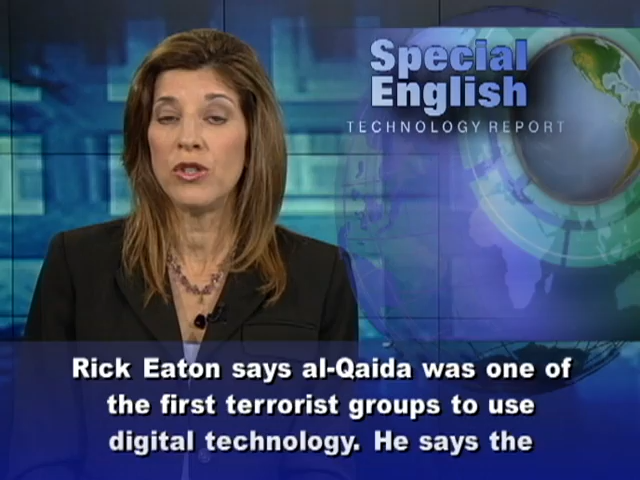 Special
English
TECHNOLOGY REPORT
Rick Eaton says al-Qaida was one of
the first terrorist groups to use
digital technology. He says the